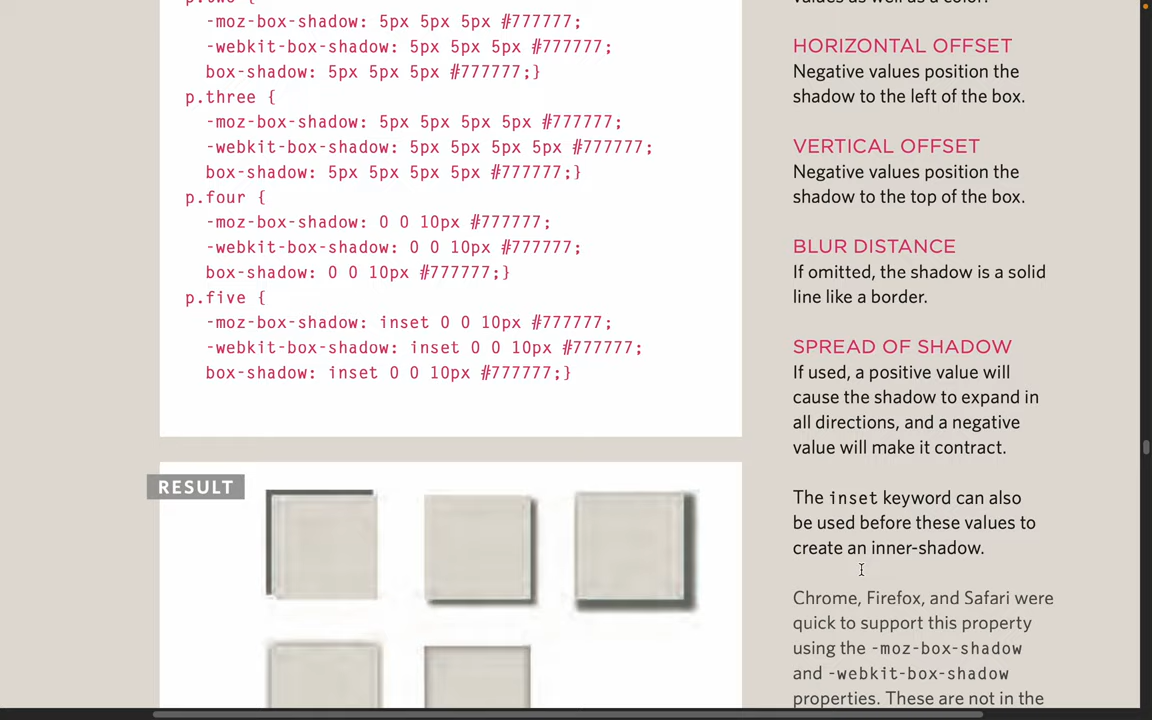 -moz-box-shadow: 5px 5px 5px #777777;
-webkit-box-shadow: 5px 5px 5px #777777;
box-shadow: 5px 5px 5px #777777;}
p.three {
-moz-box-shadow: 5px 5px 5px 5px #777777;
-webkit-box-shadow: 5px 5px 5px 5px #777777;
box-shadow: 5px 5px 5px 5px #777777;}
p.four {
-moz-box-shadow: 0 0 10px #777777;
-webkit-box-shadow: 0 0 10px #777777;
box-shadow: 0 0 10px #777777;}
p.five {
-moz-box-shadow: inset 0 0 10px #777777;
-webkit-box-shadow: inset 0 0 10px #777777;
box-shadow: inset 0 0 10px #777777;}
RESULT
values as well as a color.
HORIZONTAL OFFSET
Negative values position the
shadow to the left of the box.
VERTICAL OFFSET
Negative values position the
shadow to the top of the box.
BLUR DISTANCE
If omitted, the shadow is a solid
line like a border.
SPREAD OF SHADOW
If used, a positive value will
cause the shadow to expand in
all directions, and a negative
value will make it contract.
The inset keyword can also
be used before these values to
create an inner-shadow.
Chrome, Firefox, and Safari were
quick to support this property
using the -moz-box-shadow
and -webkit-box-shadow
properties. These are not in the